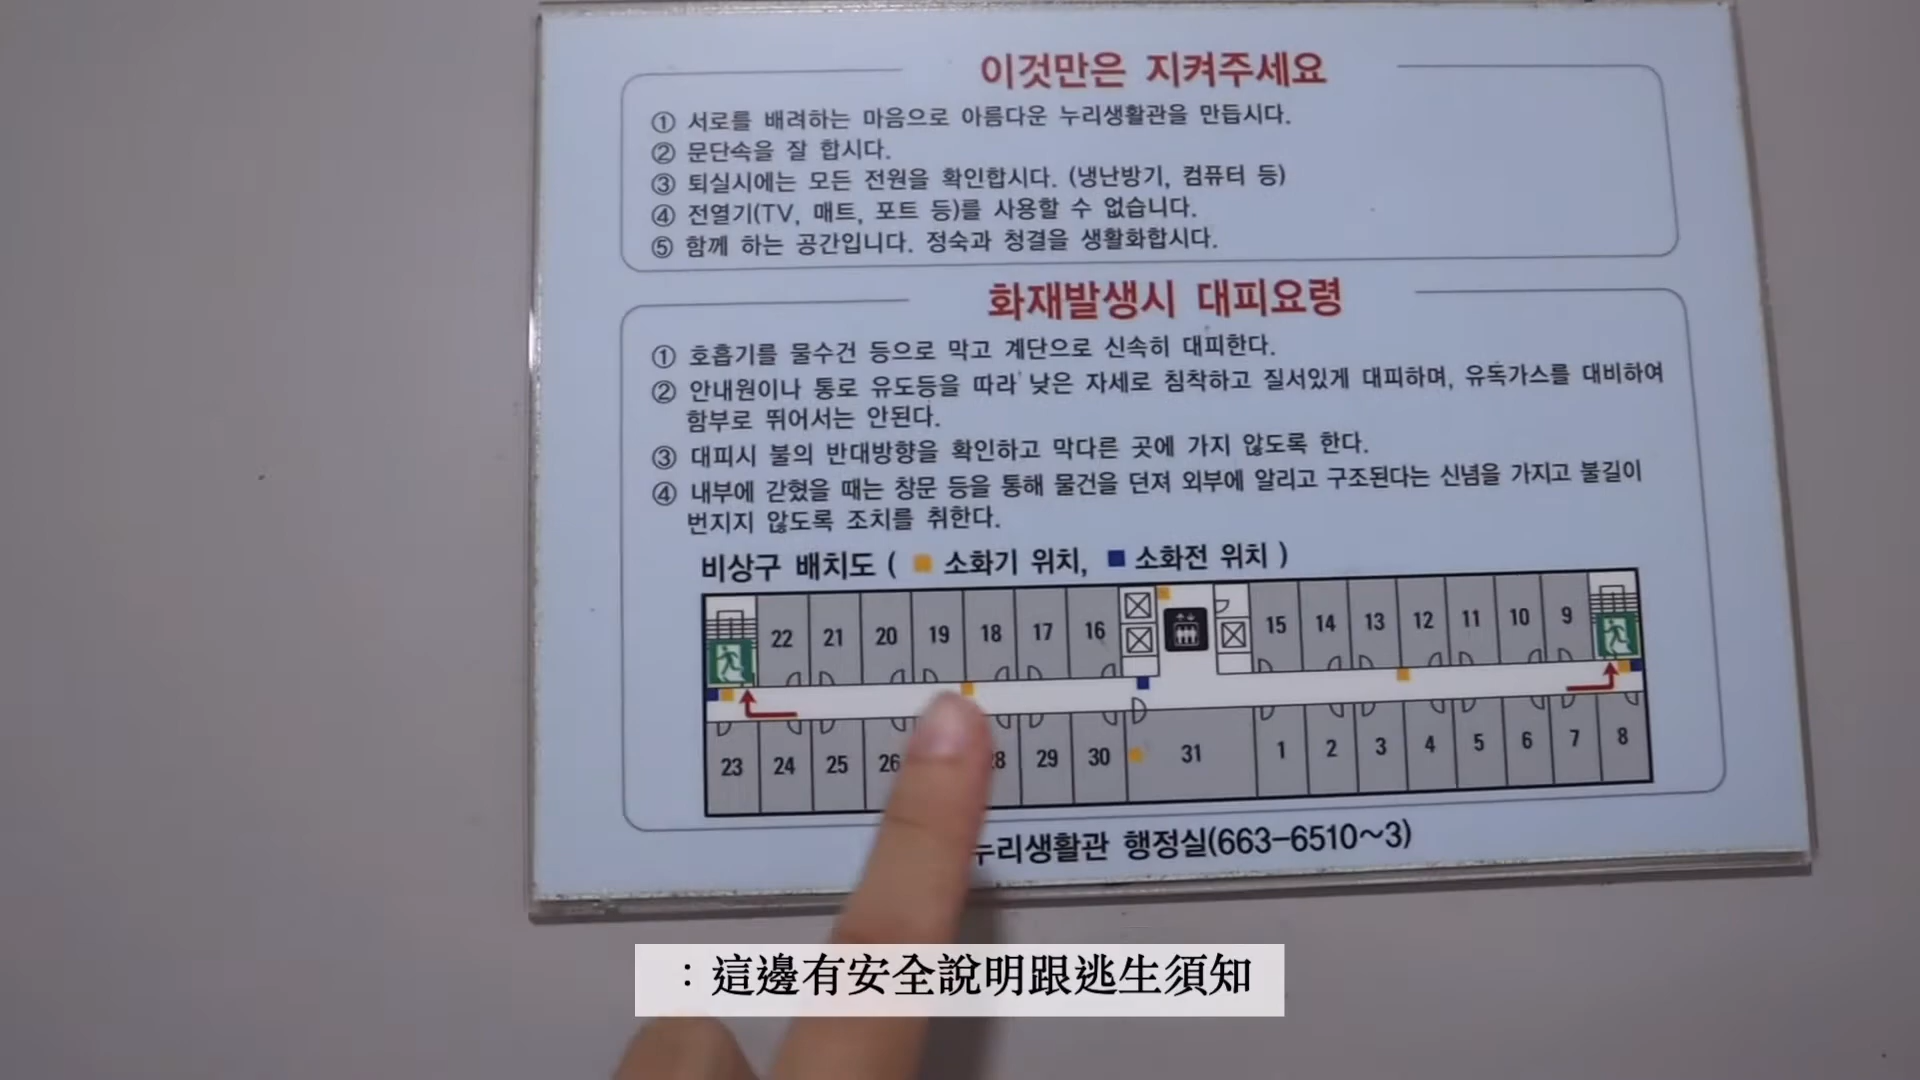 이것만은 지켜주세요
① 서로를 배려하는 마음으로 아름다운 누리생활관을 만듭시다.
② 문단속을 잘 합시다.
③ 퇴실시에는 모든 전원을 확인합시다. (냉난방기, 컴퓨터 등)
④ 전열기(TV, 매트, 포트 등)를 사용할 수 없습니다.
⑤ 함께 하는 공간입니다. 정숙과 청결을 생활화합시다.
화재발생시 대피요령
① 호흡기를 물수건 등으로 막고 계단으로 신속히 대피한다.
② 안내원이나 통로 유도등을 따라 낮은 자세로 침착하고 질서있게 대피하며, 유독가스를 대비하여
함부로 뛰어서는 안된다.
③ 대피시 불의 반대방향을 확인하고 막다른 곳에 가지 않도록 한다.
④ 내부에 갇혔을 때는 창문 등을 통해 물건을 던져 외부에 알리고 구조된다는 신념을 가지고 불길이
번지지 않도록 조치를 취한다.
비상구 배치도 ( 소화기 위치, 소화전 위치 )
22 21 20 19 18 17 16 15 14 13 12 11 10 9
23 24 25 26 28 29 30 31 1 2 3 4 5 6 7 8
누리생활관 행정실(663-6510~3)
：這邊有安全說明跟逃生須知